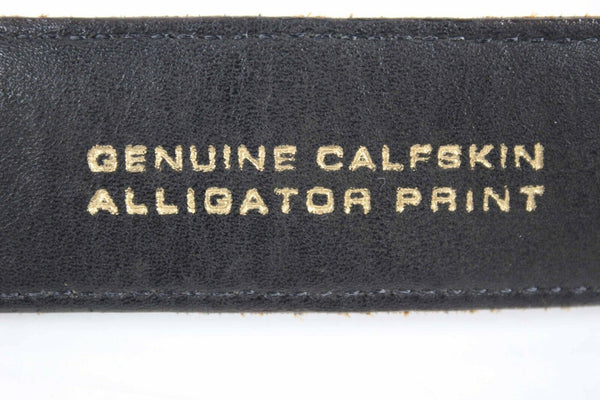 GENUINE CALFSKIN
ALLIGATOR PRINT